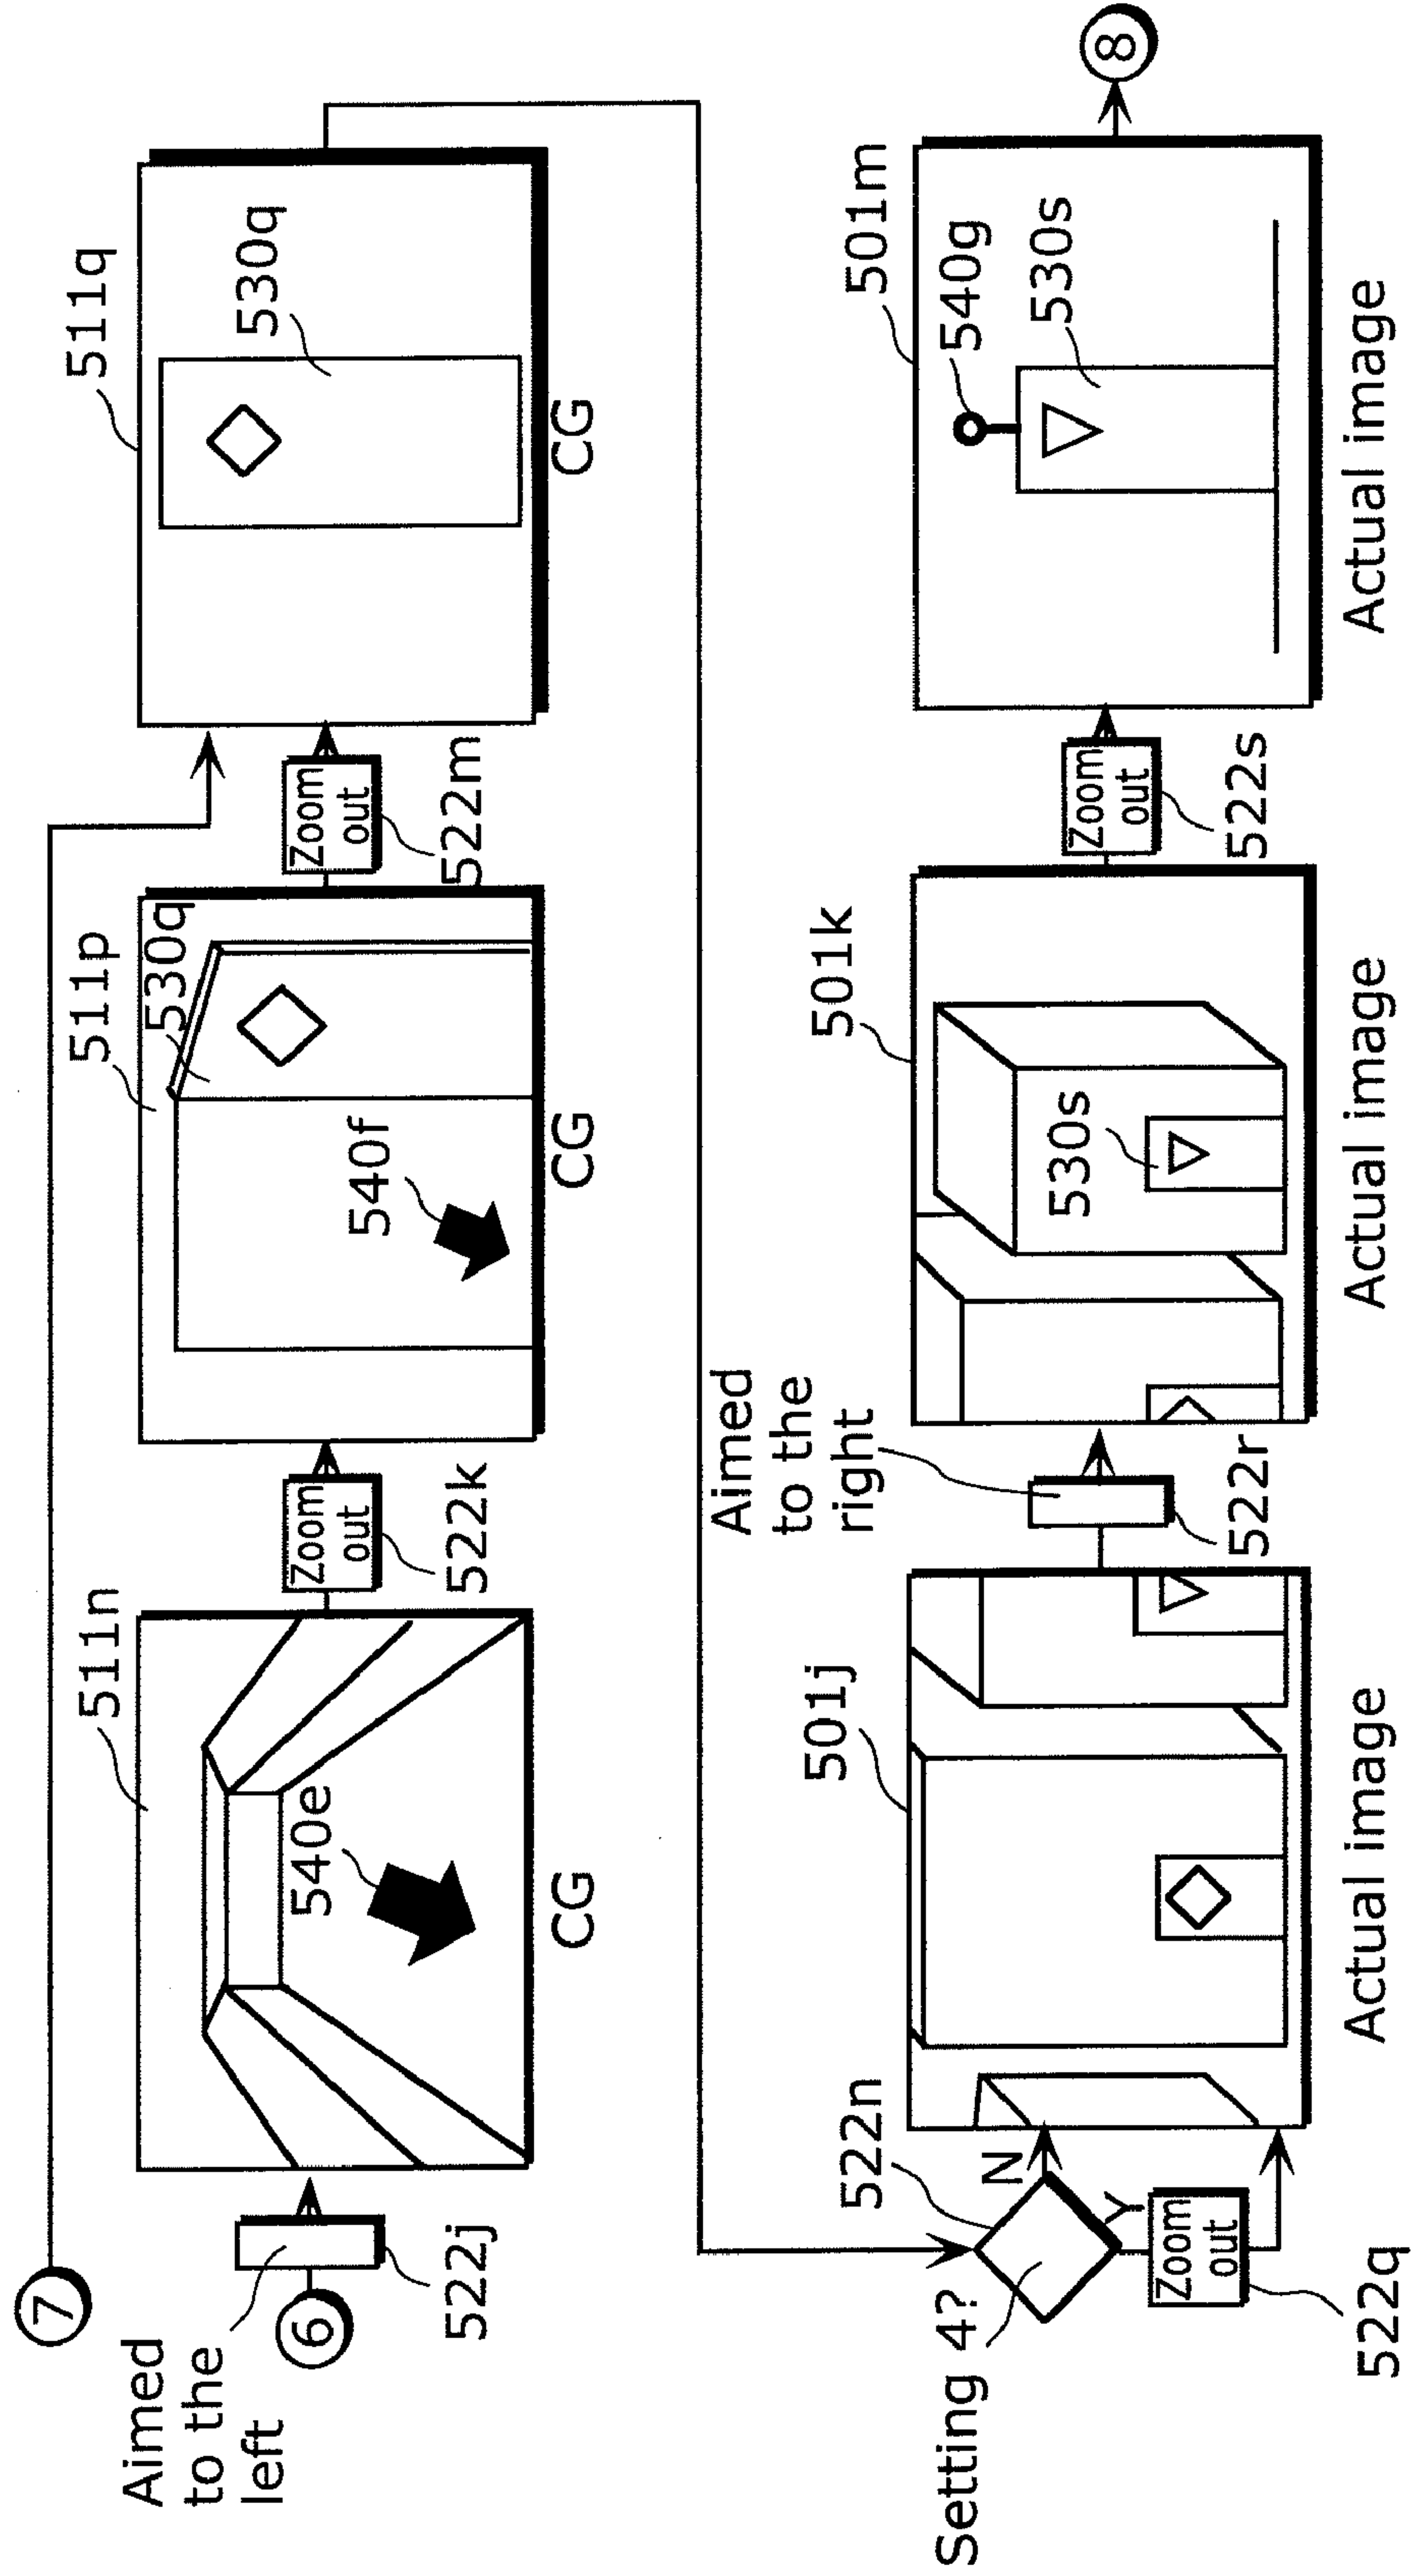 7
Aimed
to the
left
6
522j
511n
540e
CG
Zoom
out
522k
511p
530q
540f
CG
Zoom
out
522m
511q
530q
CG
Setting 4?
522n
N
Y
Zoom
out
522q
501j
Actual image
Aimed
to the
right
522r
501k
530s
Actual image
Zoom
out
522s
501m
540g
530s
Actual image
8